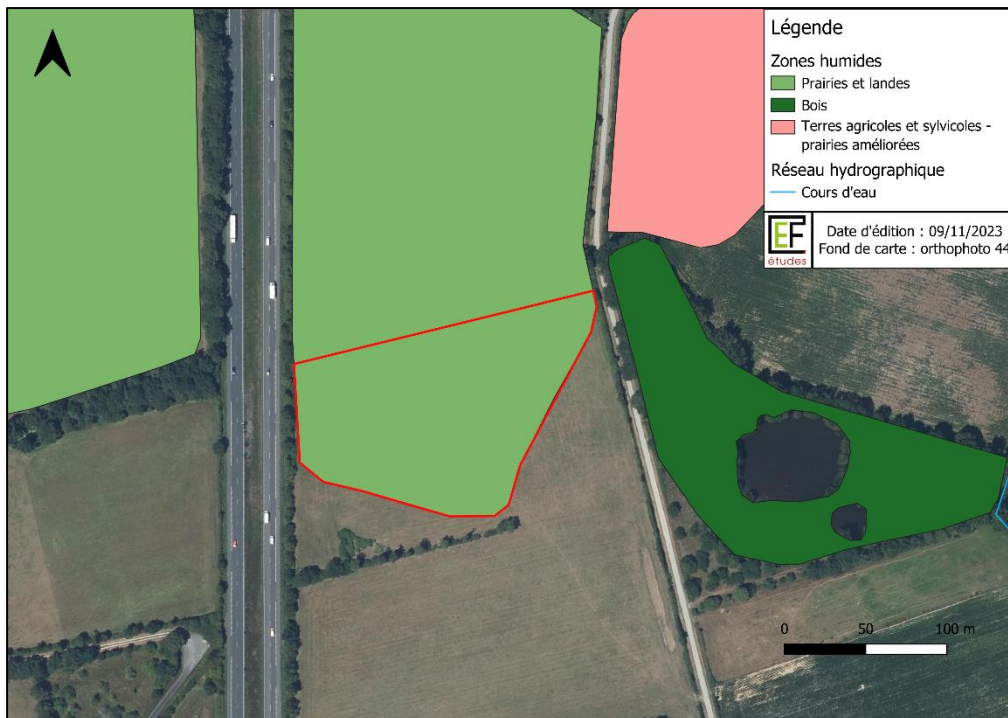 Légende
Zones humides
Prairies et landes
Bois
Terres agricoles et sylvicoles -
prairies améliorées
Réseau hydrographique
Cours d'eau
CEF
études
Date d'édition : 09/11/2023
Fond de carte : orthophoto 44
0 50 100 m